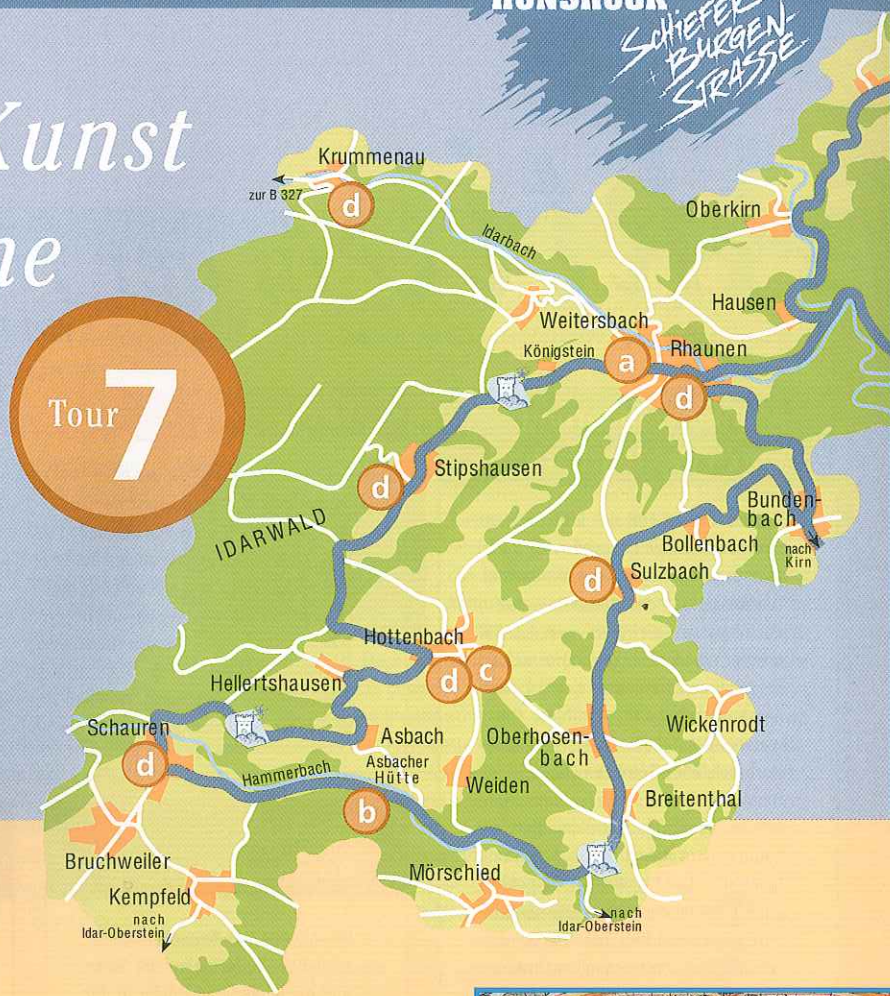 HUNSRÜCK
SCHIEFER
+ BURGEN-
STRASSE
Kunst
Krummenau
zur B 327
d
Idarbach
Oberkirn
Hausen
Weitersbach
Königstein
a
Rhaunen
d
Tour 7
Stipshausen
d
IDARWALD
Bunden-
bach
nach
Kirn
Bollenbach
d
Sulzbach
Hottenbach
d
c
Hellertshausen
Schauren
d
Asbach
Asbacher
Hütte
Hammerbach
b
Oberhosen-
bach
Wickenrodt
Weiden
Breitenthal
Bruchweiler
Kempfeld
nach
Idar-Oberstein
Mörschied
nach
Idar-Oberstein